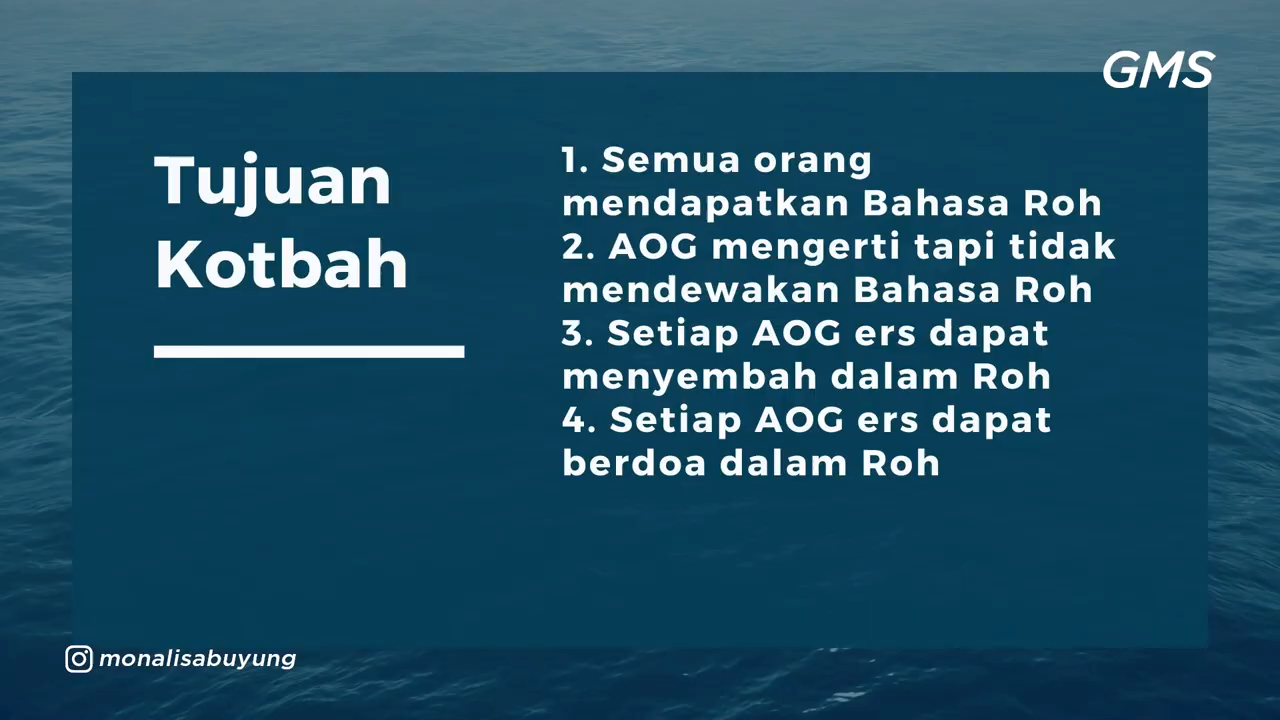 GMS
Tujuan
Kotbah
1. Semua orang
mendapatkan Bahasa Roh
2. AOG mengerti tapi tidak
mendewakan Bahasa Roh
3. Setiap AOG ers dapat
menyembah dalam Roh
4. Setiap AOG ers dapat
berdoa dalam Roh
monalisabuyung